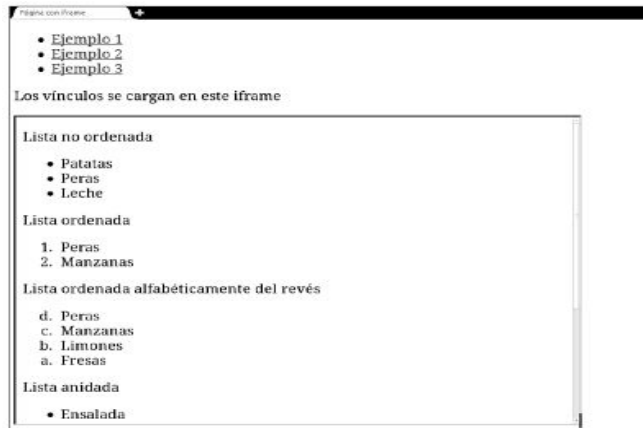 Página con iframe
• Ejemplo 1
• Ejemplo 2
• Ejemplo 3
Los vínculos se cargan en este iframe
Lista no ordenada
• Patatas
• Peras
• Leche
Lista ordenada
1. Peras
2. Manzanas
Lista ordenada alfabéticamente del revés
d. Peras
c. Manzanas
b. Limones
a. Fresas
Lista anidada
• Ensalada